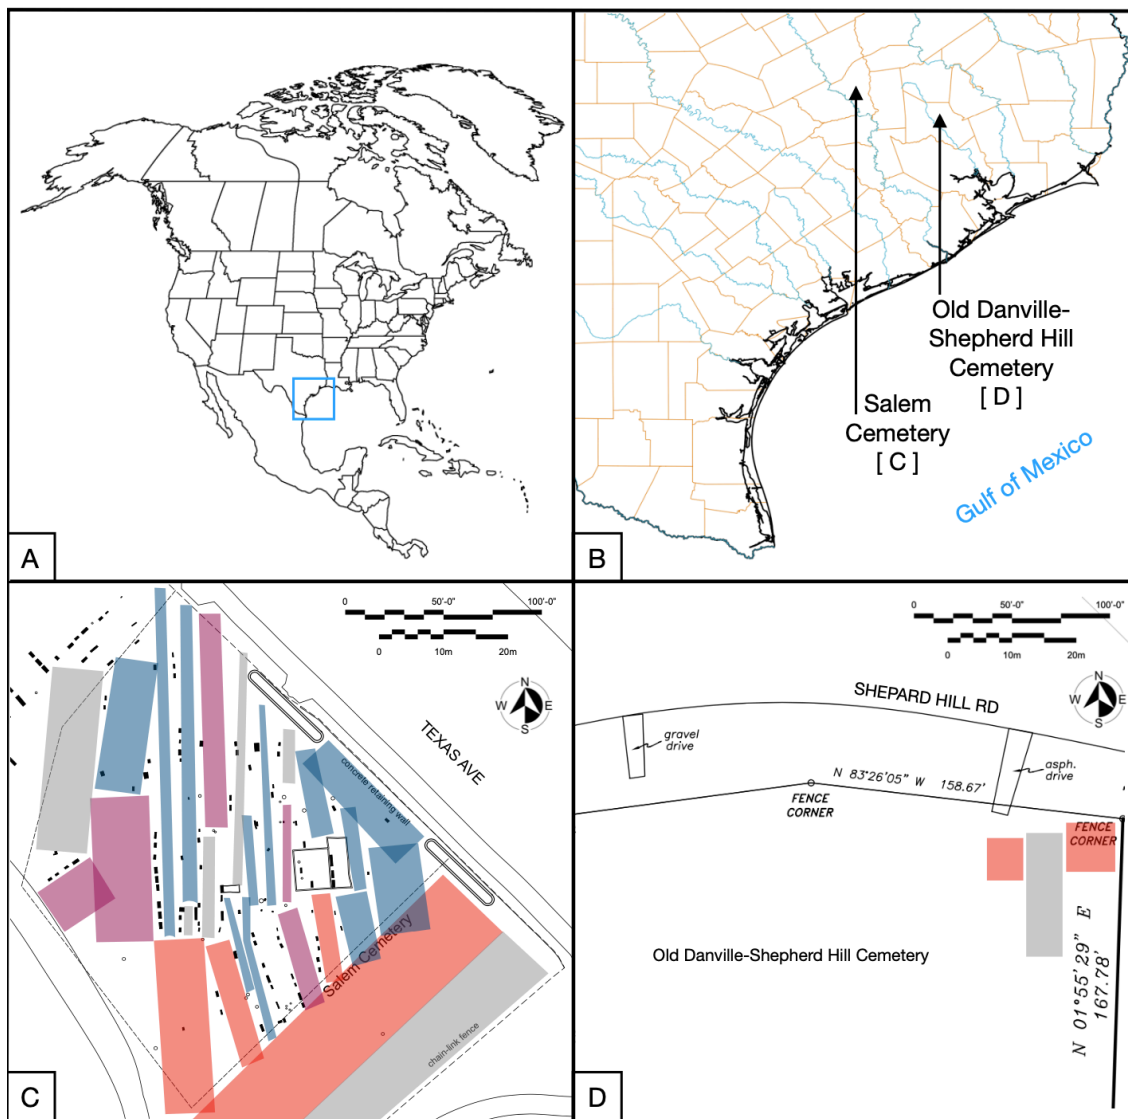 A
Old Danville-
Shepherd Hill
Cemetery
[ D ]
Salem
Cemetery
[ C ]
Gulf of Mexico
B
0 50'-0" 100'-0"
0 10m 20m
N
W E
S
TEXAS AVE
concrete retaining wall
Salem Cemetery
chain-link fence
C
0 50'-0" 100'-0"
0 10m 20m
N
W E
S
SHEPARD HILL RD
gravel
drive
asph.
drive
N 83°26'05" W 158.67'
FENCE
CORNER
FENCE
CORNER
N 01°55'29" E
167.78'
Old Danville-Shepherd Hill Cemetery
D